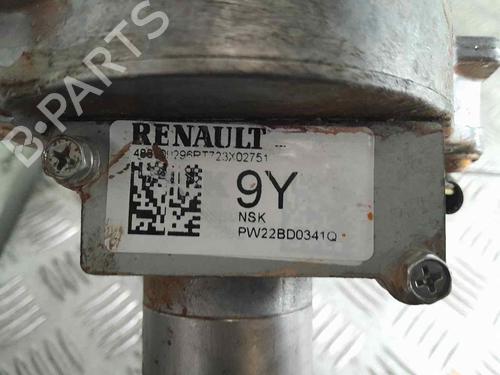 B-PARTS
RENAULT
9Y
NSK
PW22BD0341Q